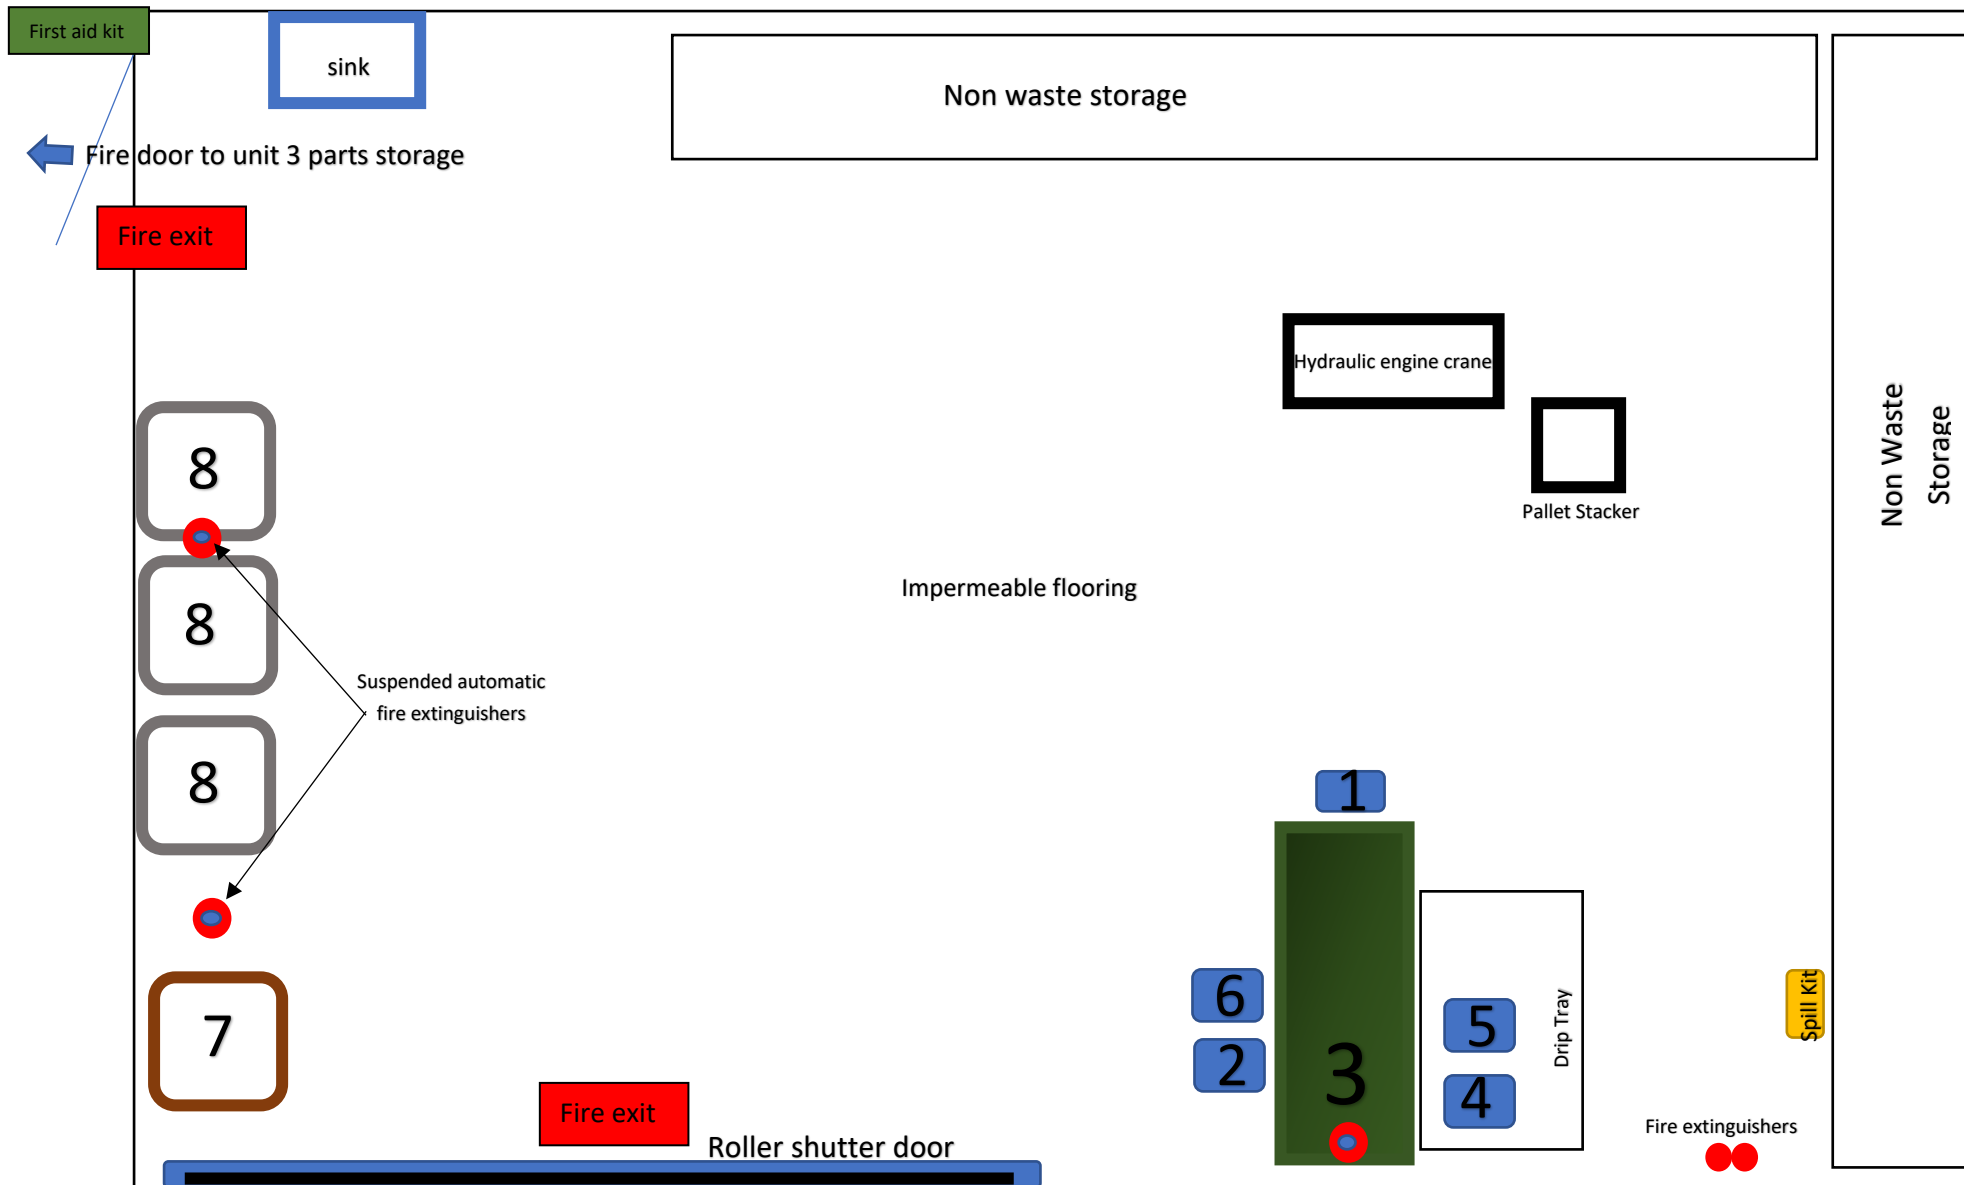 First aid kit
sink
Non waste storage
Fire door to unit 3 parts storage
Fire exit
Hydraulic engine crane
Non Waste
Storage
8
Pallet Stacker
Impermeable flooring
8
Suspended automatic
fire extinguishers
8
1
6
5
Spill Kit
Drip Tray
7
2
3
4
Fire exit
Fire extinguishers
Roller shutter door